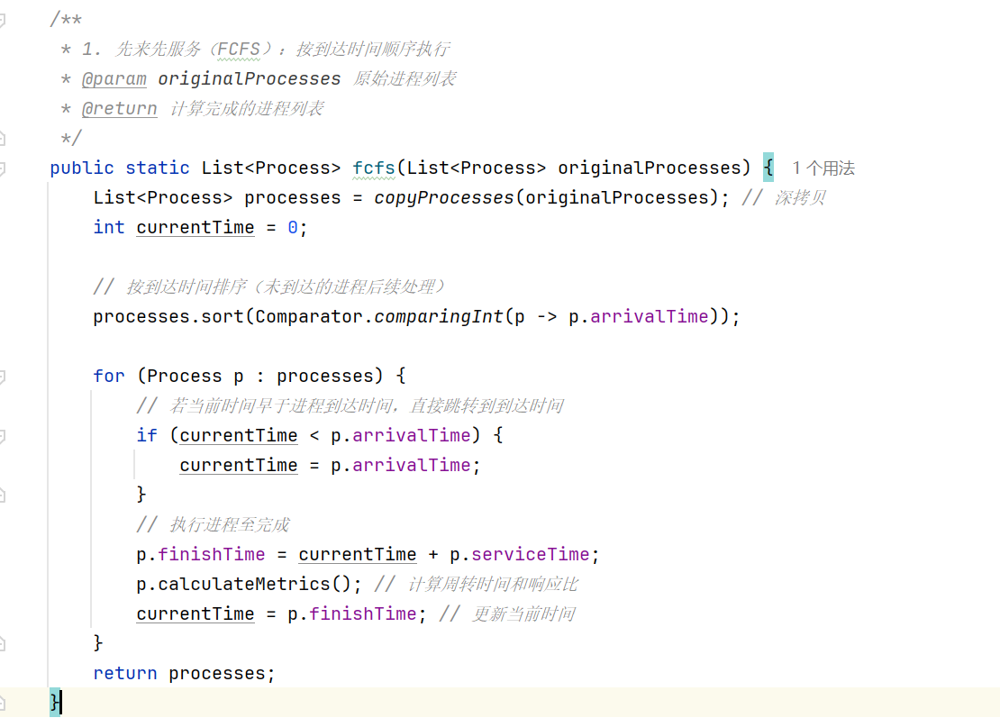 /**
 * 1. 先来先服务（FCFS）：按到达时间顺序执行
 * @param originalProcesses 原始进程列表
 * @return 计算完成的进程列表
 */
public static List<Process> fcfs(List<Process> originalProcesses) { 1 个用法
    List<Process> processes = copyProcesses(originalProcesses); // 深拷贝
    int currentTime = 0;

    // 按到达时间排序（未到达的进程后续处理）
    processes.sort(Comparator.comparingInt(p -> p.arrivalTime));

    for (Process p : processes) {
        // 若当前时间早于进程到达时间，直接跳转到到达时间
        if (currentTime < p.arrivalTime) {
            currentTime = p.arrivalTime;
        }
        // 执行进程至完成
        p.finishTime = currentTime + p.serviceTime;
        p.calculateMetrics(); // 计算周转时间和响应比
        currentTime = p.finishTime; // 更新当前时间
    }
    return processes;
}